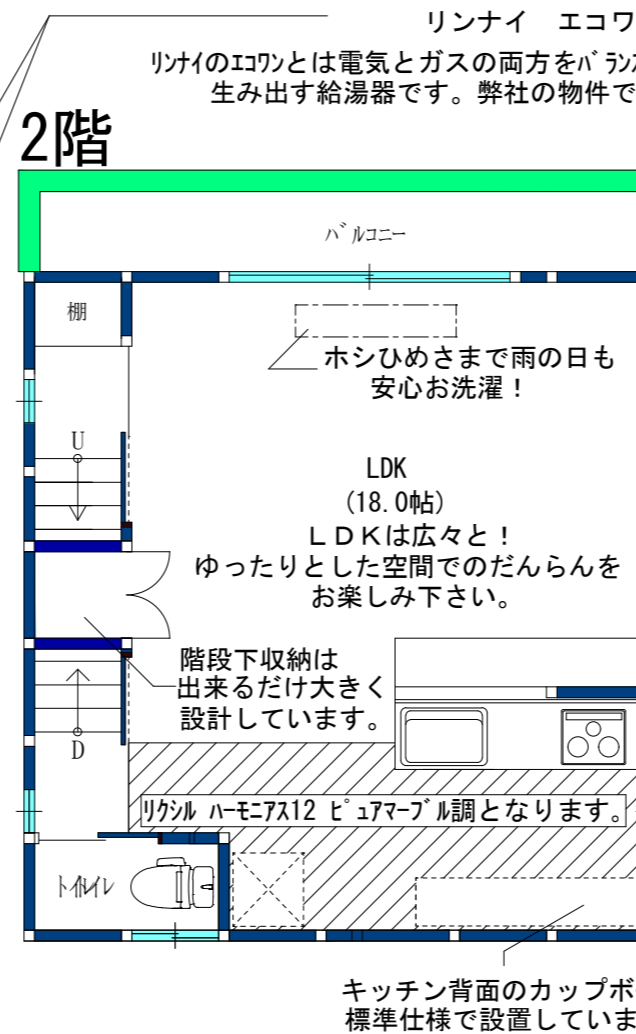 リンナイ　エコワ
ﾘﾝﾅｲのｴｺﾜﾝとは電気とガスの両方をﾊﾞﾗﾝｽ
生み出す給湯器です。弊社の物件で
2階
ﾊﾞﾙｺﾆｰ
棚
ホシひめさまで雨の日も
安心お洗濯！
U
LDK
(18.0帖)
ＬＤＫは広々と！
ゆったりとした空間でのだんらんを
お楽しみ下さい。
階段下収納は
出来るだけ大きく
設計しています。
D
ﾘｸｼﾙ ﾊｰﾓﾆｱｽ12 ﾋﾟｭｱﾏｰﾌﾞﾙ調となります。
キッチン背面のカップボ
標準仕様で設置していま